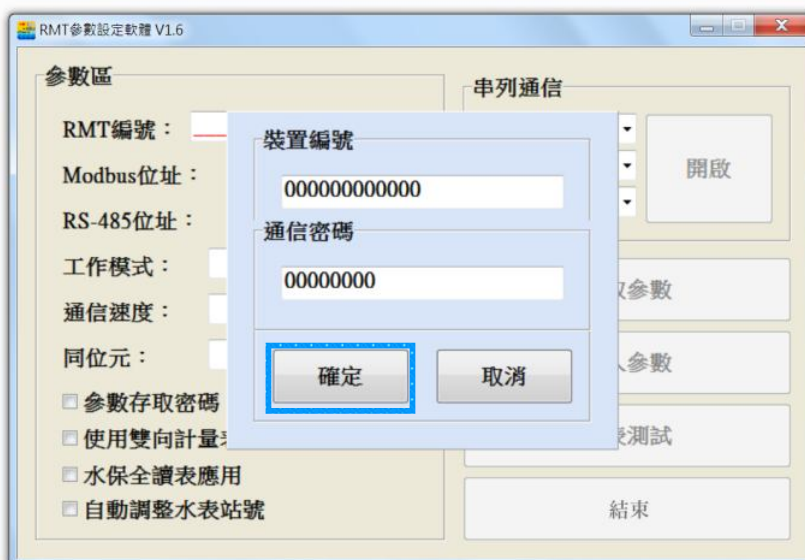 RMT參數設定軟體 V1.6
參數區
RMT編號：
Modbus位址：
RS-485位址：
工作模式：
通信速度：
同位元：
參數存取密碼
使用雙向計量
水保全讀表應用
自動調整水表站號
裝置編號
000000000000
通信密碼
00000000
確定
取消
串列通信
開啟
參數
參數
測試
結束